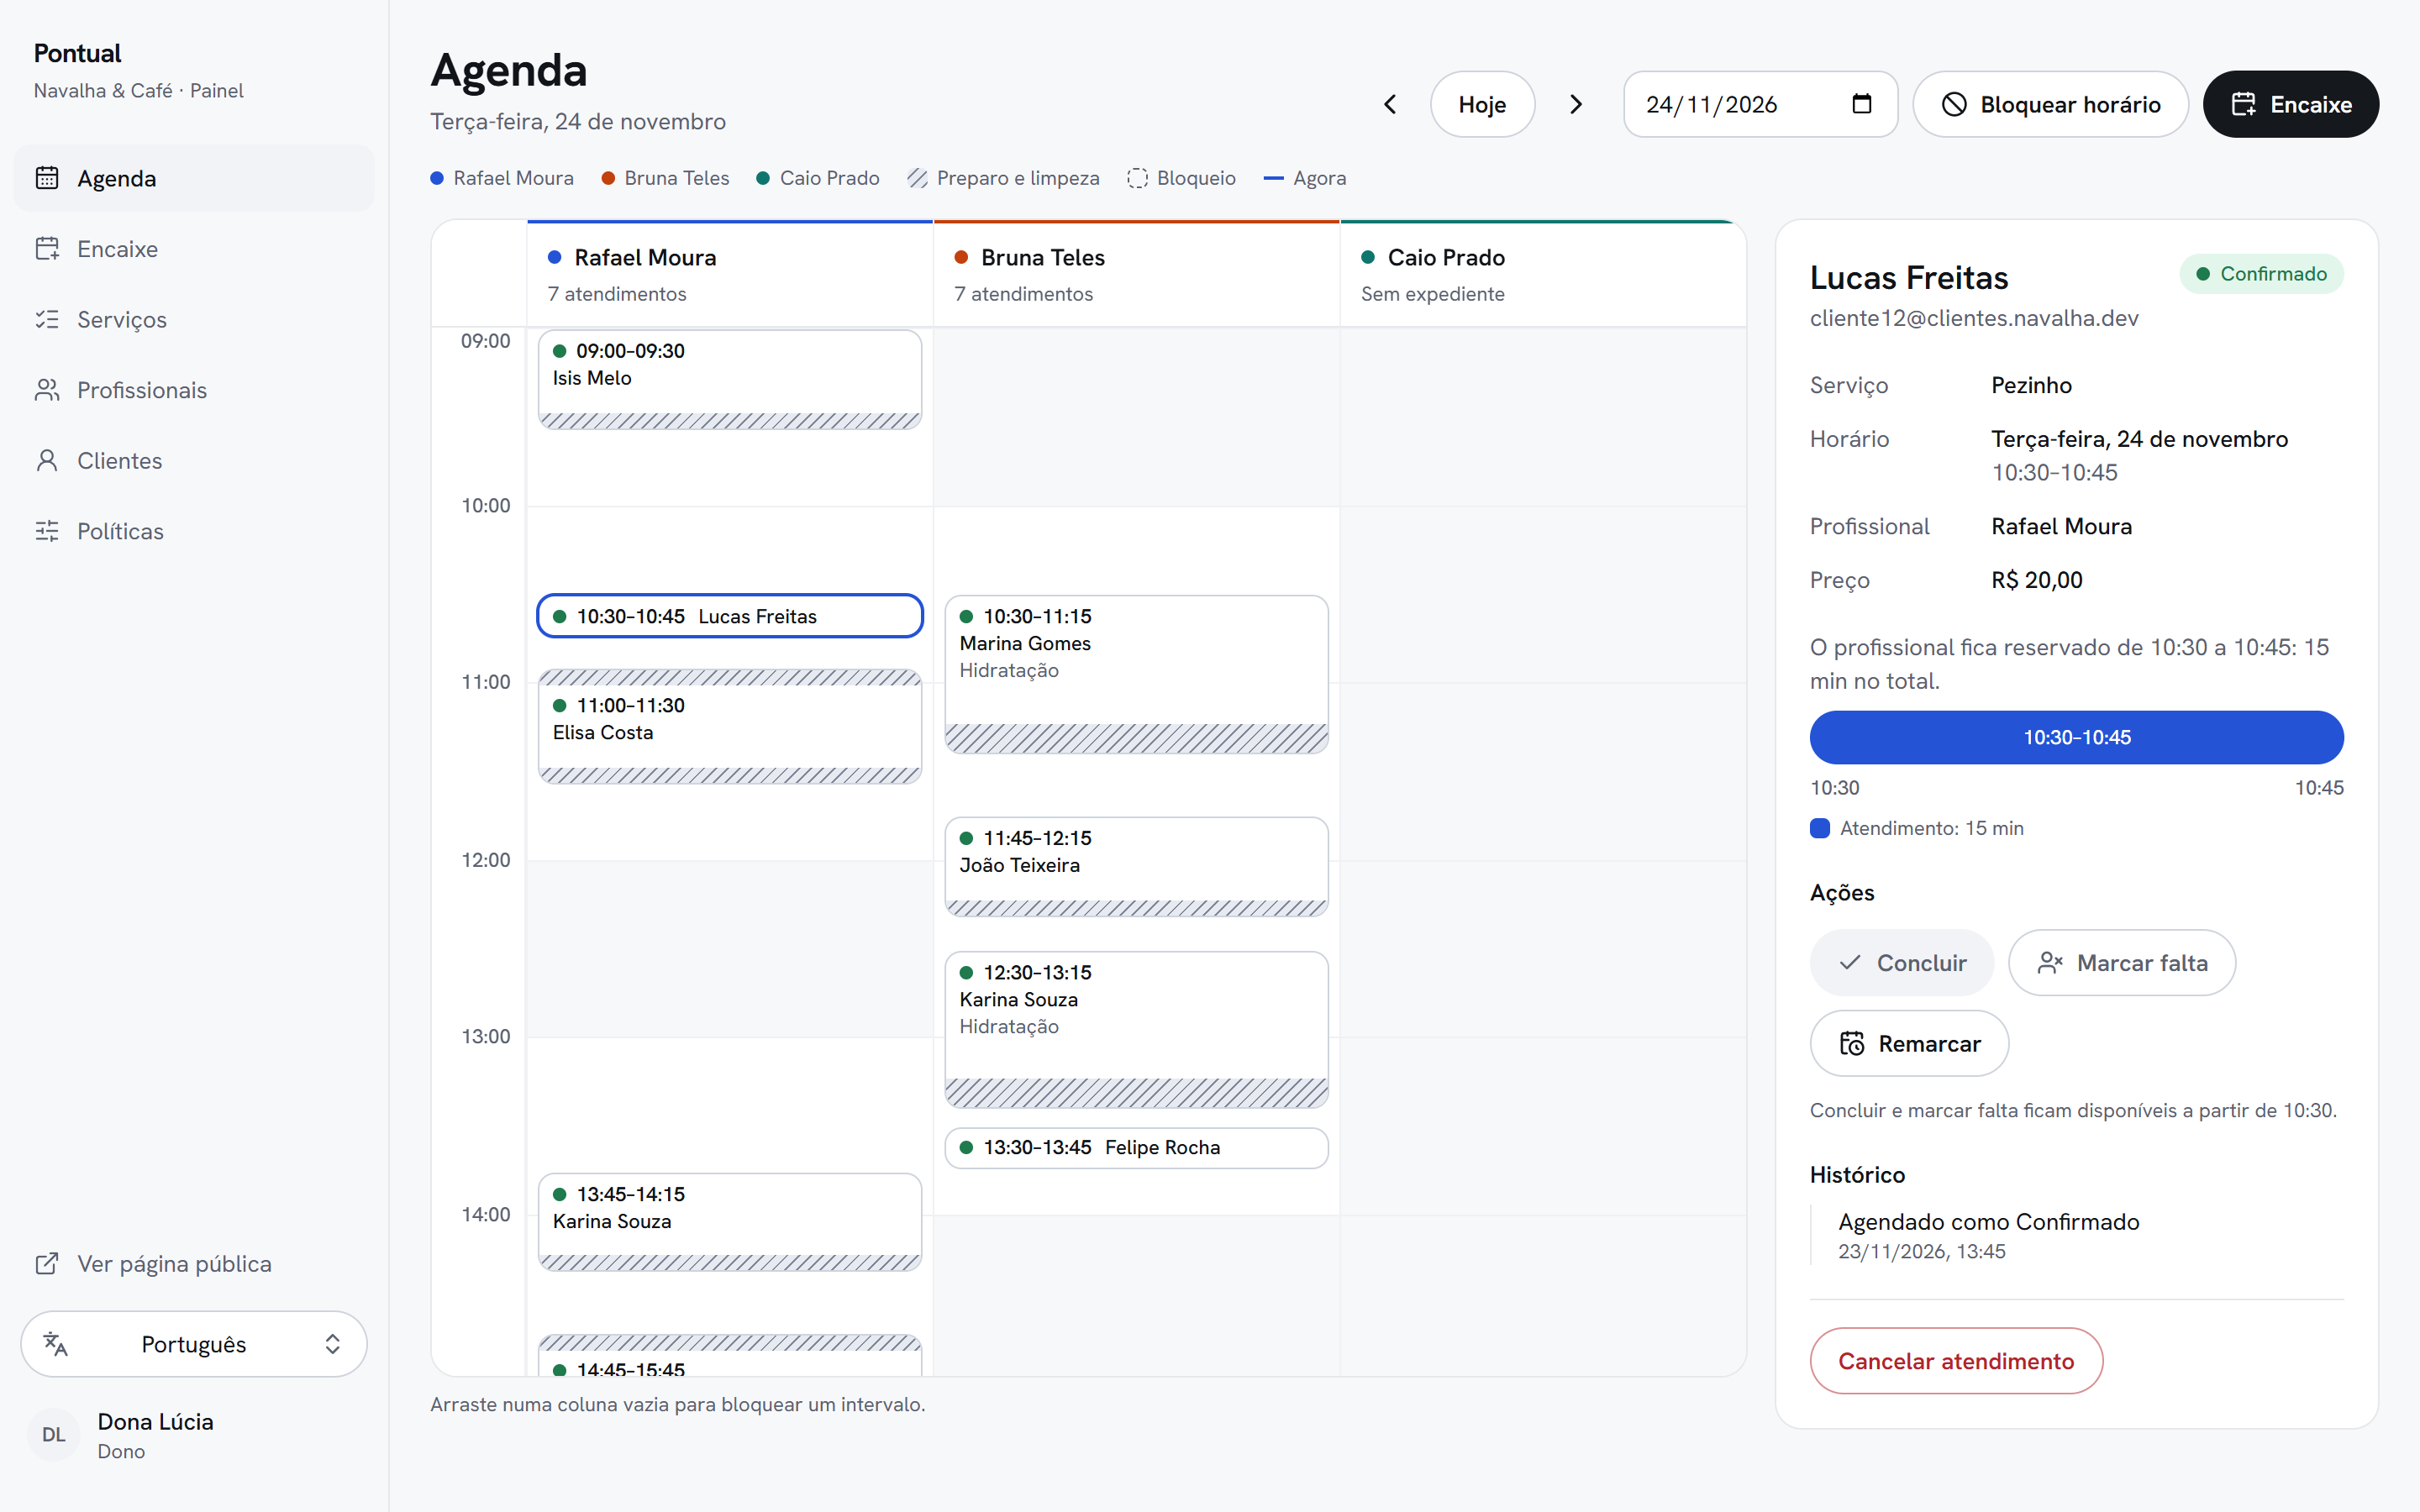 Pontual
Navalha & Café · Painel
Agenda
Encaixe
Serviços
Profissionais
Clientes
Políticas
Ver página pública
Português
DL
Dona Lúcia
Dono
Agenda
Terça-feira, 24 de novembro
Hoje
24/11/2026
Bloquear horário
Encaixe
Rafael Moura
Bruna Teles
Caio Prado
Preparo e limpeza
Bloqueio
Agora
Rafael Moura
7 atendimentos
Bruna Teles
7 atendimentos
Caio Prado
Sem expediente
09:00
10:00
11:00
12:00
13:00
14:00
09:00–09:30
Isis Melo
10:30–10:45 Lucas Freitas
11:00–11:30
Elisa Costa
13:45–14:15
Karina Souza
14:45–15:45
10:30–11:15
Marina Gomes
Hidratação
11:45–12:15
João Teixeira
12:30–13:15
Karina Souza
Hidratação
13:30–13:45 Felipe Rocha
Arraste numa coluna vazia para bloquear um intervalo.
Lucas Freitas
Confirmado
cliente12@clientes.navalha.dev
Serviço
Pezinho
Horário
Terça-feira, 24 de novembro
10:30–10:45
Profissional
Rafael Moura
Preço
R$ 20,00
O profissional fica reservado de 10:30 a 10:45: 15
min no total.
10:30–10:45
10:30
10:45
Atendimento: 15 min
Ações
Concluir
Marcar falta
Remarcar
Concluir e marcar falta ficam disponíveis a partir de 10:30.
Histórico
Agendado como Confirmado
23/11/2026, 13:45
Cancelar atendimento